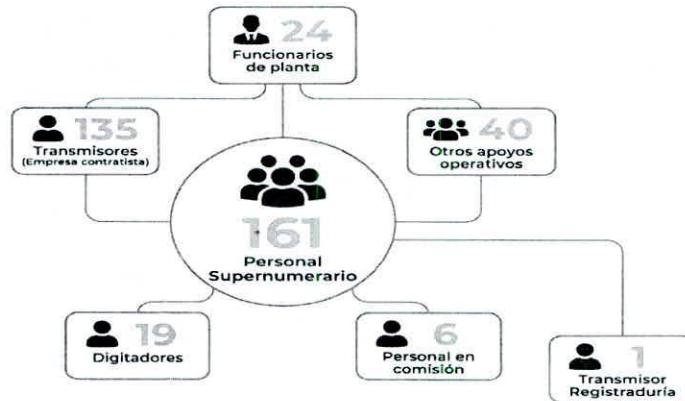 24
Funcionarios
de planta
135
Transmisores
(Empresa contratista)
40
Otros apoyos
operativos
161
Personal
Supernumerario
19
Digitadores
6
Personal en
comisión
1
Transmisor
Registraduría